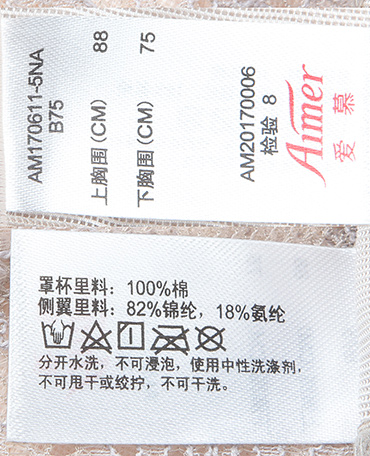 AM170611-5NA
B75
上胸围(CM) 88
下胸围(CM) 75
AM20170006
检验 8
Aimer
爱慕
罩杯里料：100%棉
侧翼里料：82%锦纶，18%氨纶
分开水洗，不可浸泡，使用中性洗涤剂，
不可甩干或绞拧，不可干洗。